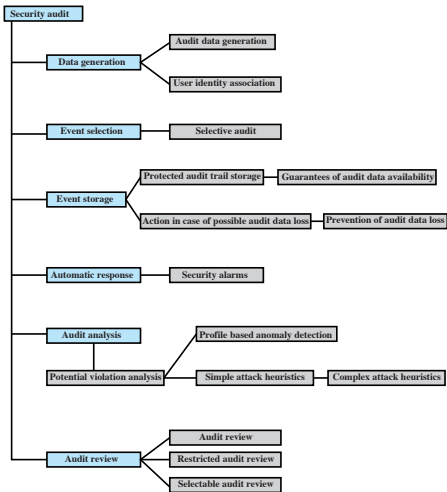 Security audit
Audit data generation
Data generation
User identity association
Event selection
Selective audit
Protected audit trail storage
Guarantees of audit data availability
Event storage
Action in case of possible audit data loss
Prevention of audit data loss
Automatic response
Security alarms
Audit analysis
Profile based anomaly detection
Potential violation analysis
Simple attack heuristics
Complex attack heuristics
Audit review
Audit review
Restricted audit review
Selectable audit review